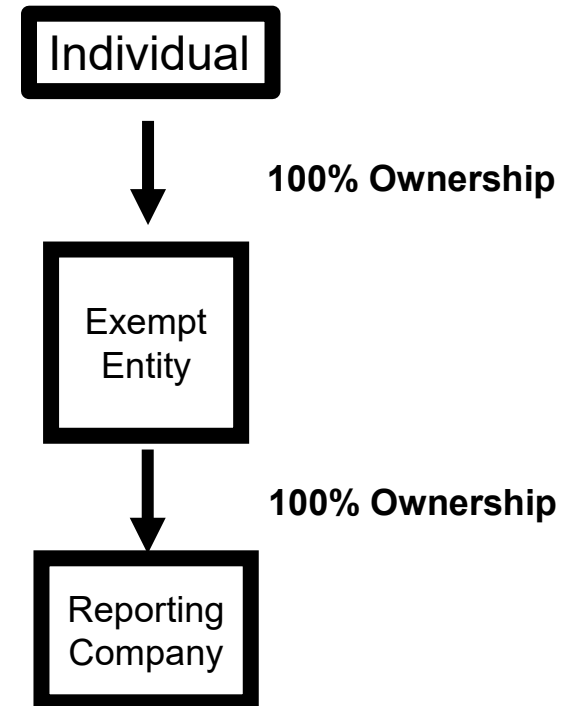 Individual
100% Ownership
Exempt
Entity
100% Ownership
Reporting
Company